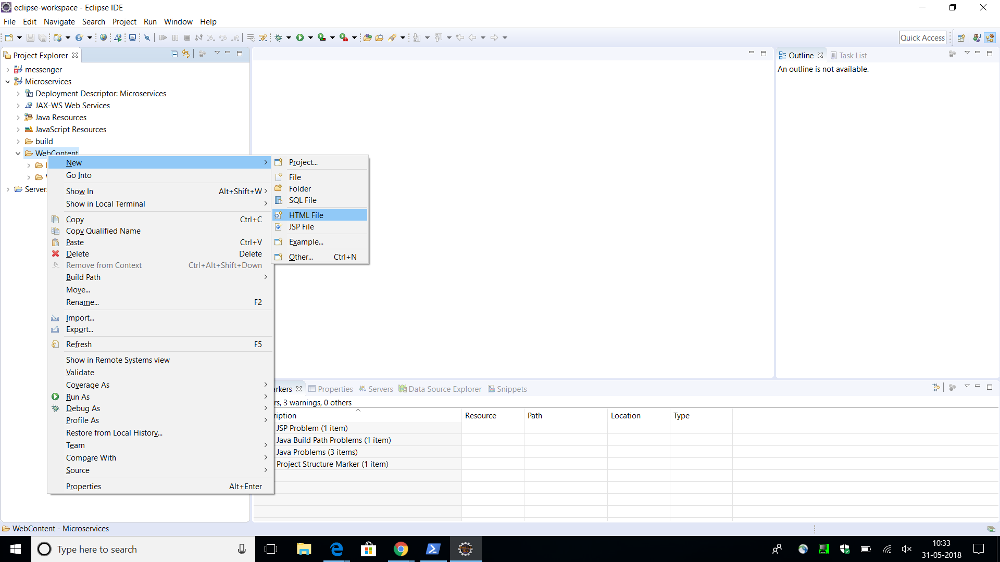 eclipse-workspace - Eclipse IDE
File Edit Navigate Search Project Run Window Help
Quick Access
Project Explorer
messenger
Microservices
Deployment Descriptor: Microservices
JAX-WS Web Services
Java Resources
JavaScript Resources
build
WebContent
Server
New
Go Into
Show In Alt+Shift+W
Show in Local Terminal
Copy Ctrl+C
Copy Qualified Name
Paste Ctrl+V
Delete Delete
Remove from Context Ctrl+Alt+Shift+Down
Build Path
Move...
Rename... F2
Import...
Export...
Refresh F5
Show in Remote Systems view
Validate
Coverage As
Run As
Debug As
Profile As
Restore from Local History...
Team
Compare With
Source
Properties Alt+Enter
Project...
File
Folder
SQL File
HTML File
JSP File
Example...
Other... Ctrl+N
Outline Task List
An outline is not available.
arkers Properties Servers Data Source Explorer Snippets
rs, 3 warnings, 0 others
ription Resource Path Location Type
JSP Problem (1 item)
Java Build Path Problems (1 item)
Java Problems (3 items)
Project Structure Marker (1 item)
WebContent - Microservices
Type here to search
10:33
31-05-2018